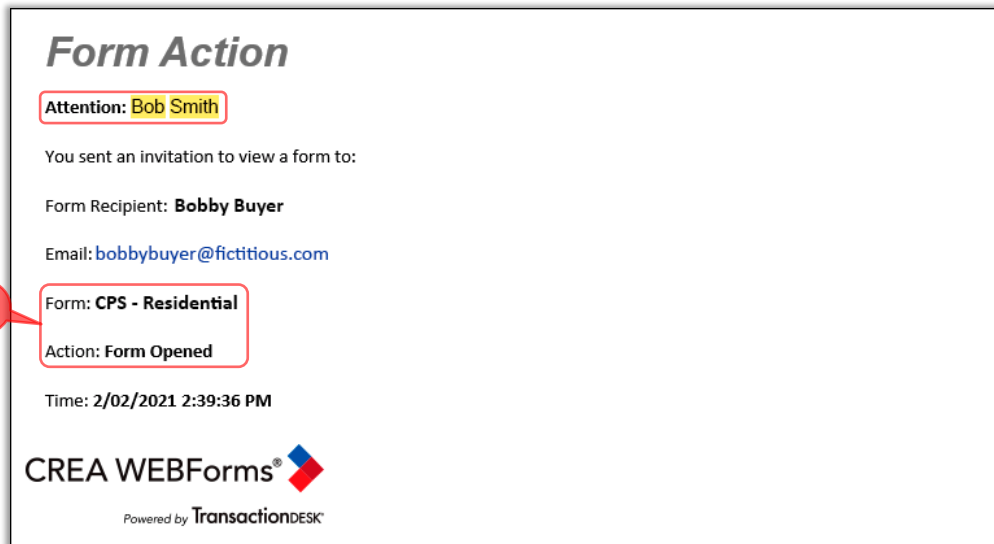 Form Action
Attention: Bob Smith
You sent an invitation to view a form to:
Form Recipient: Bobby Buyer
Email: bobbybuyer@fictitious.com
Form: CPS - Residential
Action: Form Opened
Time: 2/02/2021 2:39:36 PM
CREA WEBForms®
Powered by TransactionDESK®